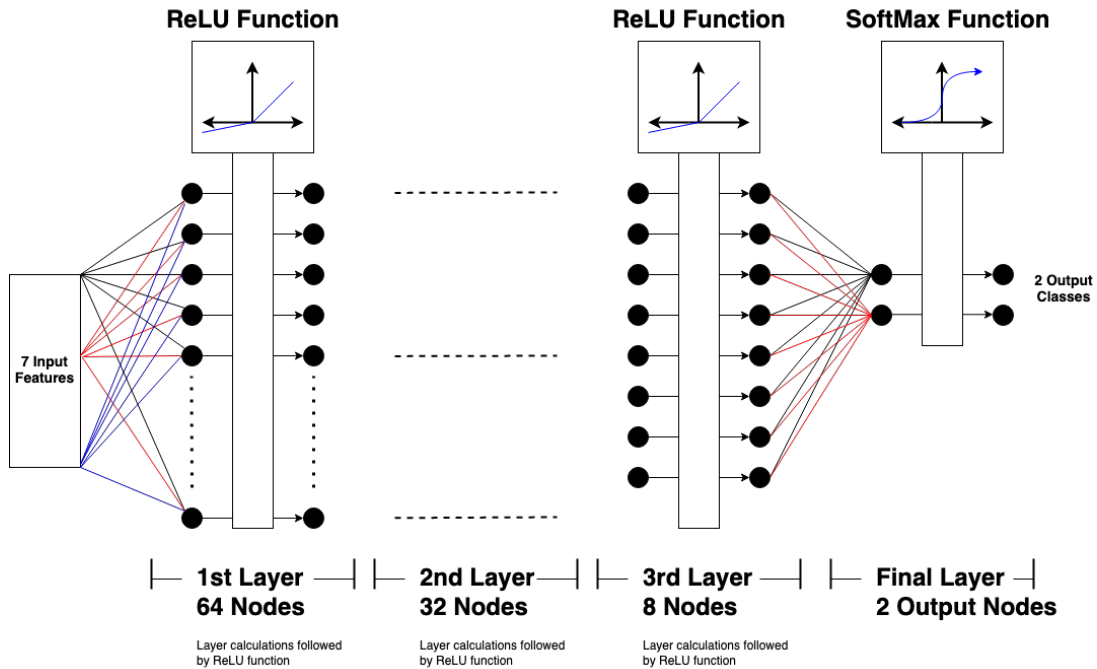 ReLU Function
ReLU Function
SoftMax Function
7 Input
Features
2 Output
Classes
1st Layer
64 Nodes
Layer calculations followed
by ReLU function
2nd Layer
32 Nodes
Layer calculations followed
by ReLU function
3rd Layer
8 Nodes
Layer calculations followed
by ReLU function
Final Layer
2 Output Nodes